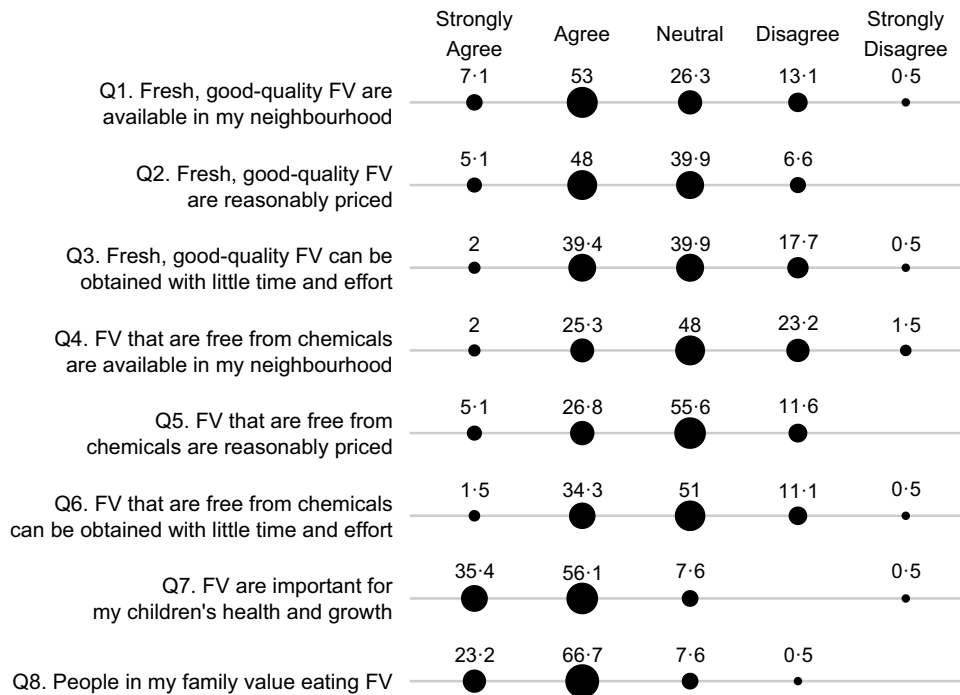 Strongly Agree Agree Neutral Disagree Strongly Disagree
7·1 53 26·3 13·1 0·5
Q1. Fresh, good-quality FV are
available in my neighbourhood
5·1 48 39·9 6·6
Q2. Fresh, good-quality FV
are reasonably priced
2 39·4 39·9 17·7 0·5
Q3. Fresh, good-quality FV can be
obtained with little time and effort
2 25·3 48 23·2 1·5
Q4. FV that are free from chemicals
are available in my neighbourhood
5·1 26·8 55·6 11·6
Q5. FV that are free from
chemicals are reasonably priced
1·5 34·3 51 11·1 0·5
Q6. FV that are free from chemicals
can be obtained with little time and effort
35·4 56·1 7·6 0·5
Q7. FV are important for
my children's health and growth
23·2 66·7 7·6 0·5
Q8. People in my family value eating FV